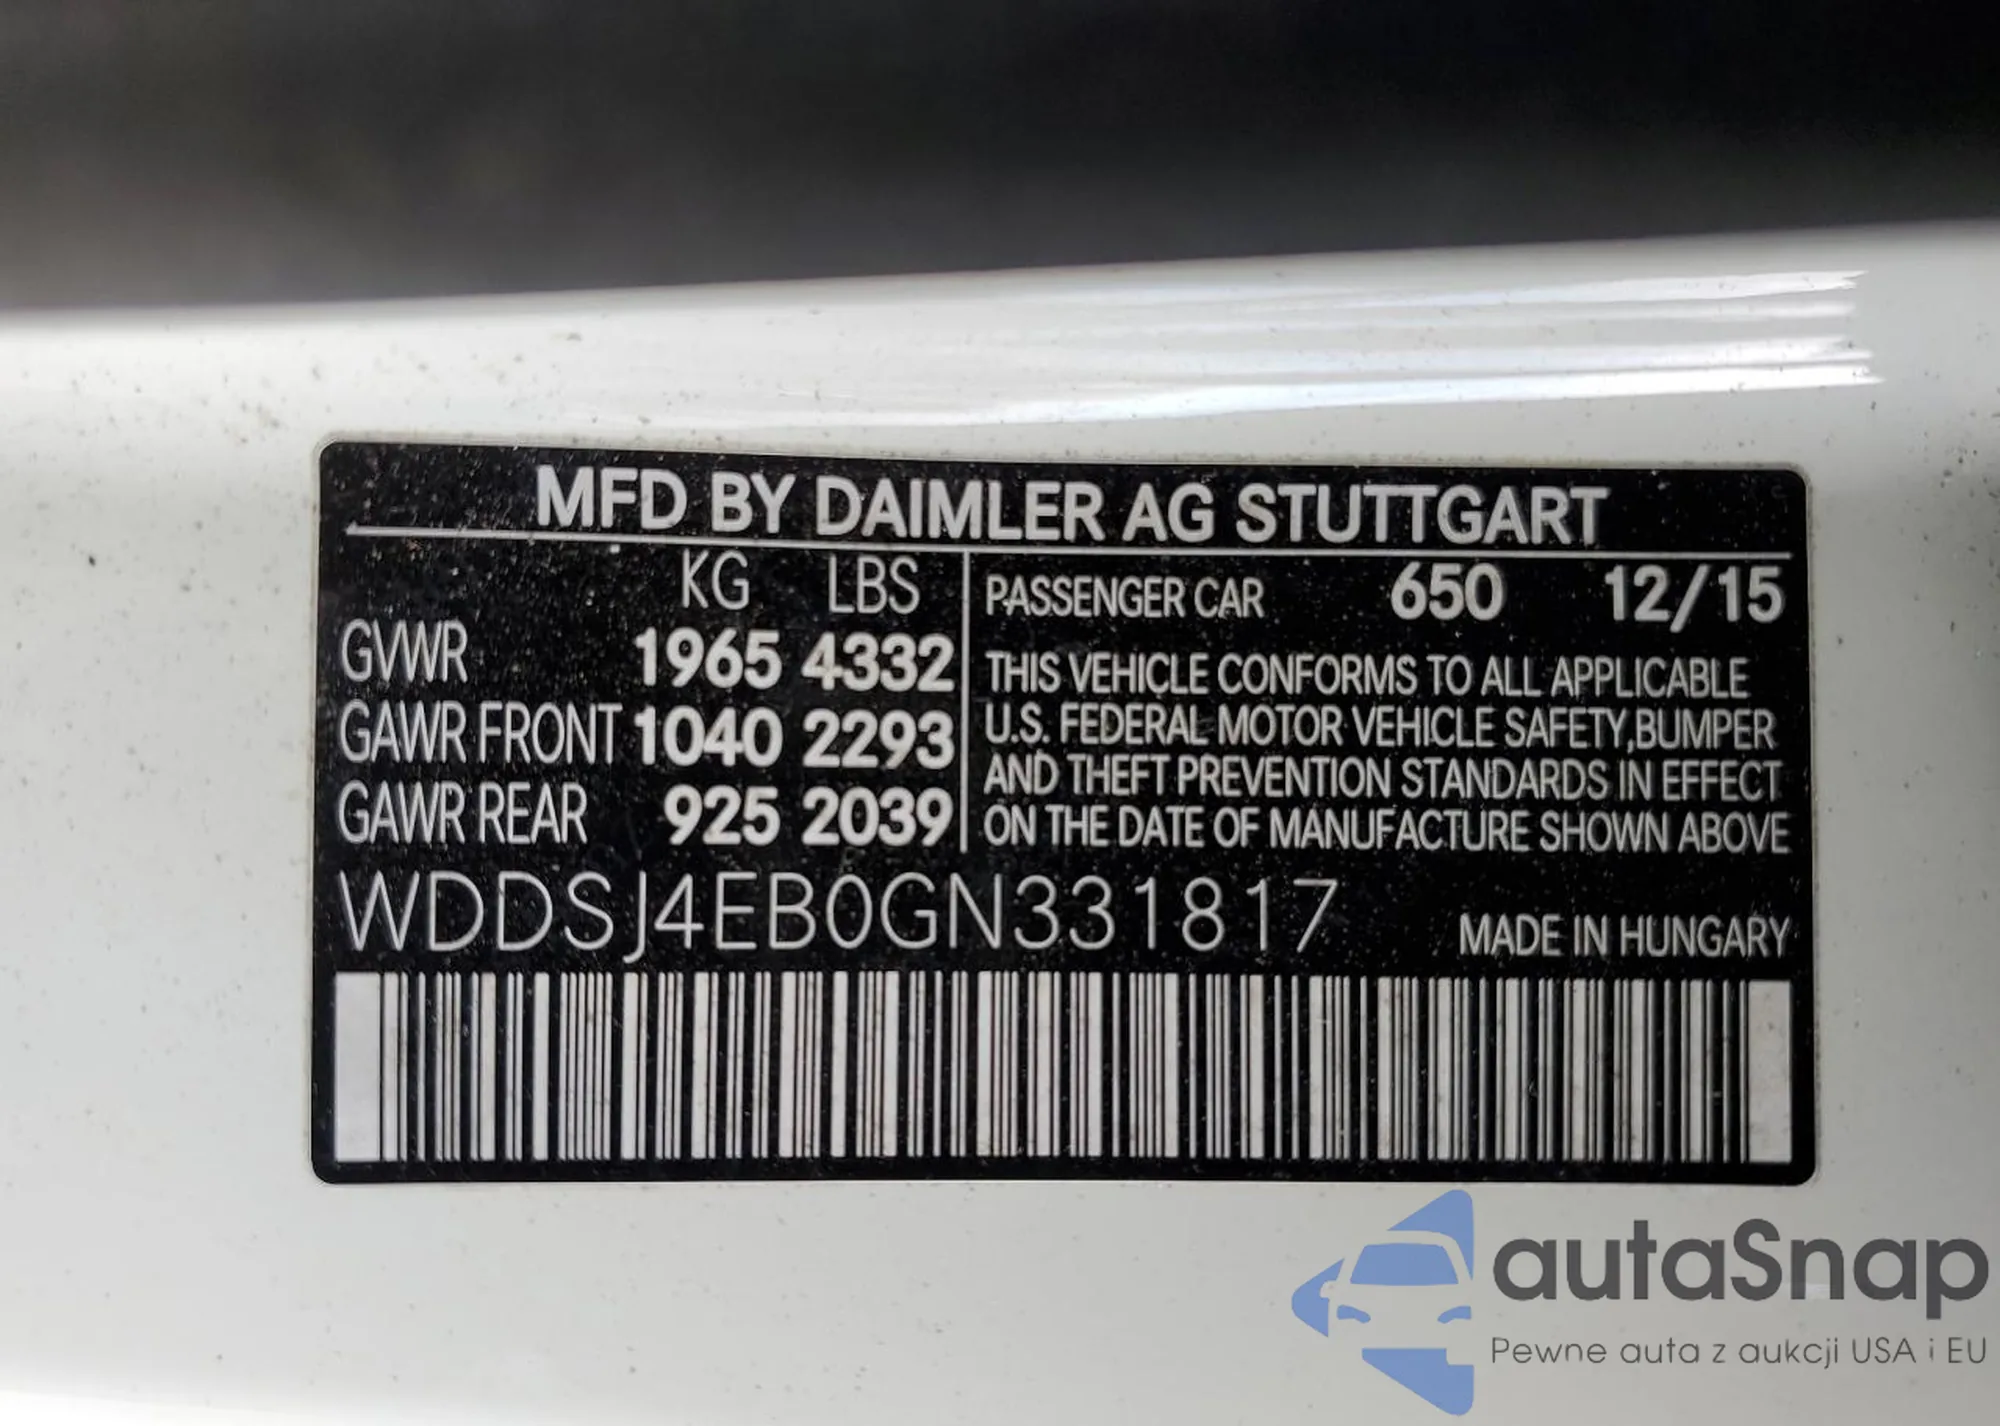 MFD BY DAIMLER AG STUTTGART
KG LBS
GVWR 1965 4332
GAWR FRONT 1040 2293
GAWR REAR 925 2039
PASSENGER CAR 650 12/15
THIS VEHICLE CONFORMS TO ALL APPLICABLE
U.S. FEDERAL MOTOR VEHICLE SAFETY,BUMPER
AND THEFT PREVENTION STANDARDS IN EFFECT
ON THE DATE OF MANUFACTURE SHOWN ABOVE
WDDSJ4EB0GN331817
MADE IN HUNGARY
autaSnap
Pewne auta z aukcji USA i EU